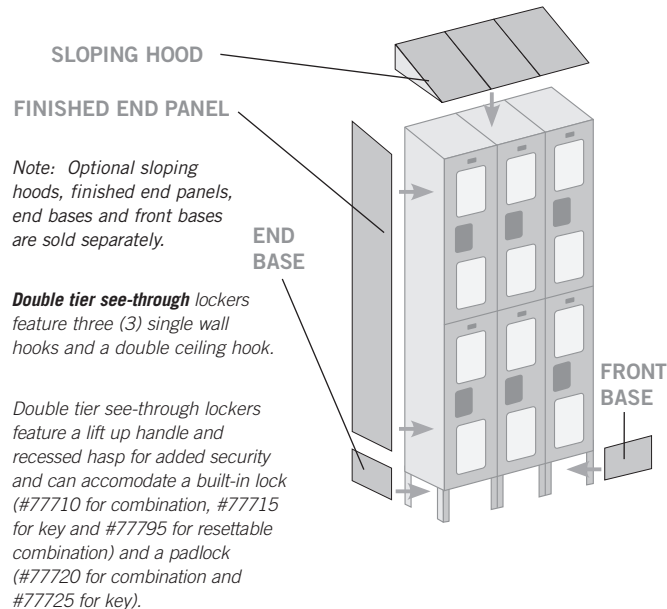 SLOPING HOOD
FINISHED END PANEL
Note: Optional sloping
hoods, finished end panels,
end bases and front bases
are sold separately.
END
BASE
Double tier see-through lockers
feature three (3) single wall
hooks and a double ceiling hook.
FRONT
BASE
Double tier see-through lockers
feature a lift up handle and
recessed hasp for added security
and can accomodate a built-in lock
(#77710 for combination, #77715
for key and #77795 for resettable
combination) and a padlock
(#77720 for combination and
#77725 for key).